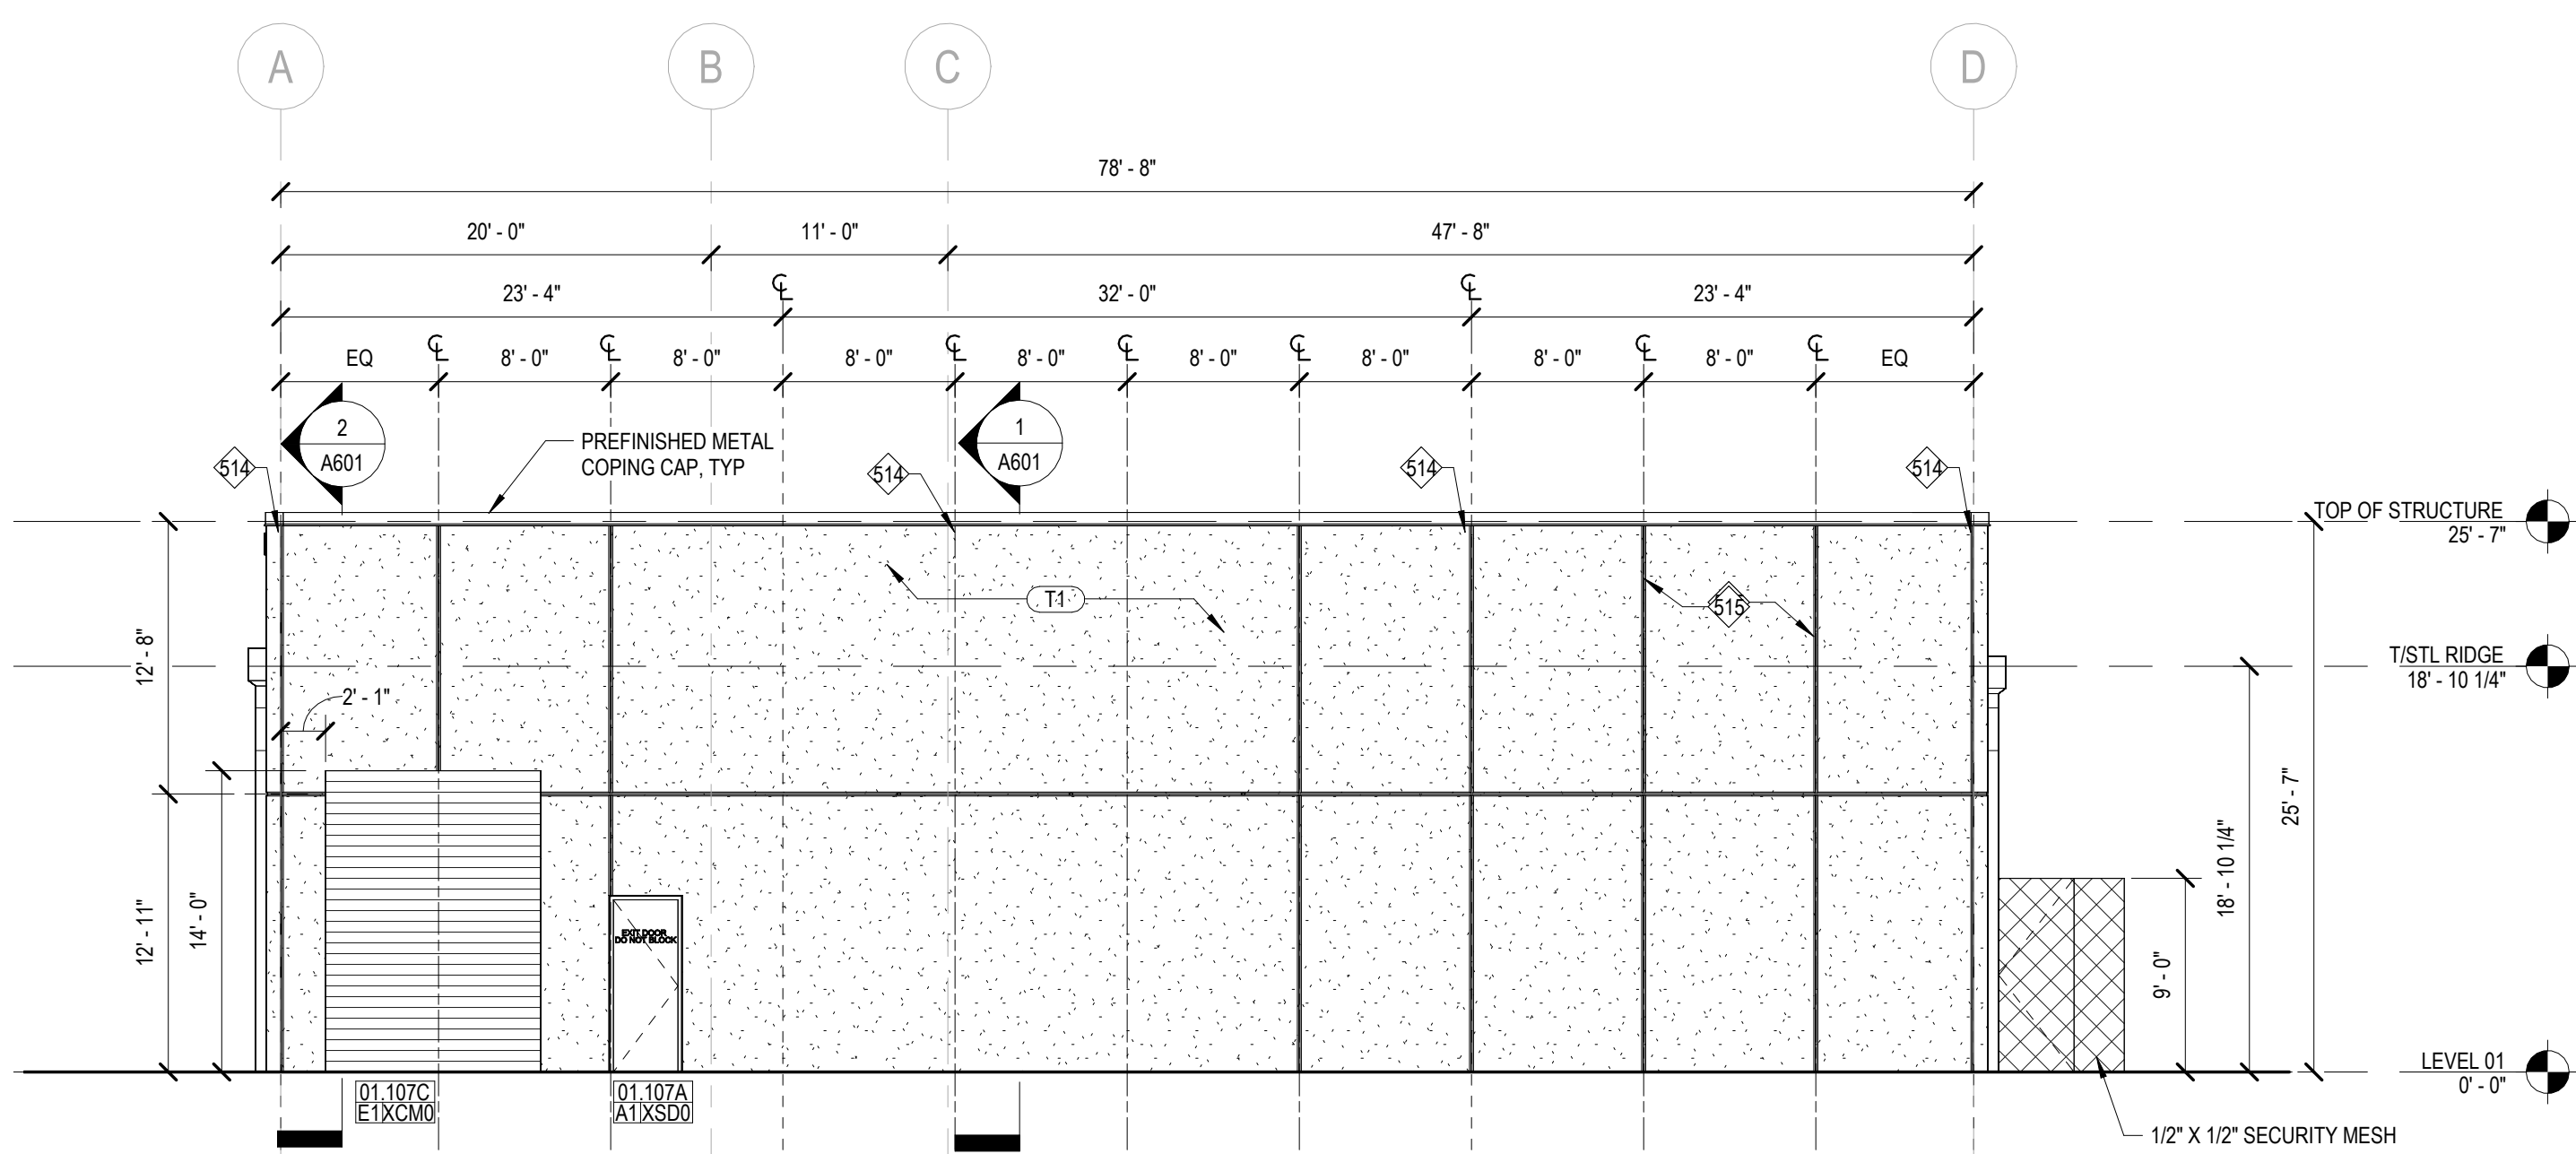 A B C D
78' - 8"
20' - 0" 11' - 0" 47' - 8"
23' - 4" ℄ 32' - 0" ℄ 23' - 4"
EQ ℄ 8' - 0" ℄ 8' - 0" 8' - 0" ℄ 8' - 0" ℄ 8' - 0" ℄ 8' - 0" 8' - 0" ℄ 8' - 0" ℄ EQ
2
A601
1
A601
PREFINISHED METAL
COPING CAP, TYP
514 514 514 514
TOP OF STRUCTURE
25' - 7"
T1
515
T/STL RIDGE
18' - 10 1/4"
12' - 8"
2' - 1"
12' - 11"
14' - 0"
EXIT DOOR
DO NOT BLOCK
9' - 0"
18' - 10 1/4"
25' - 7"
LEVEL 01
0' - 0"
01.107C
E1 XCM0
01.107A
A1 XSD0
1/2" X 1/2" SECURITY MESH